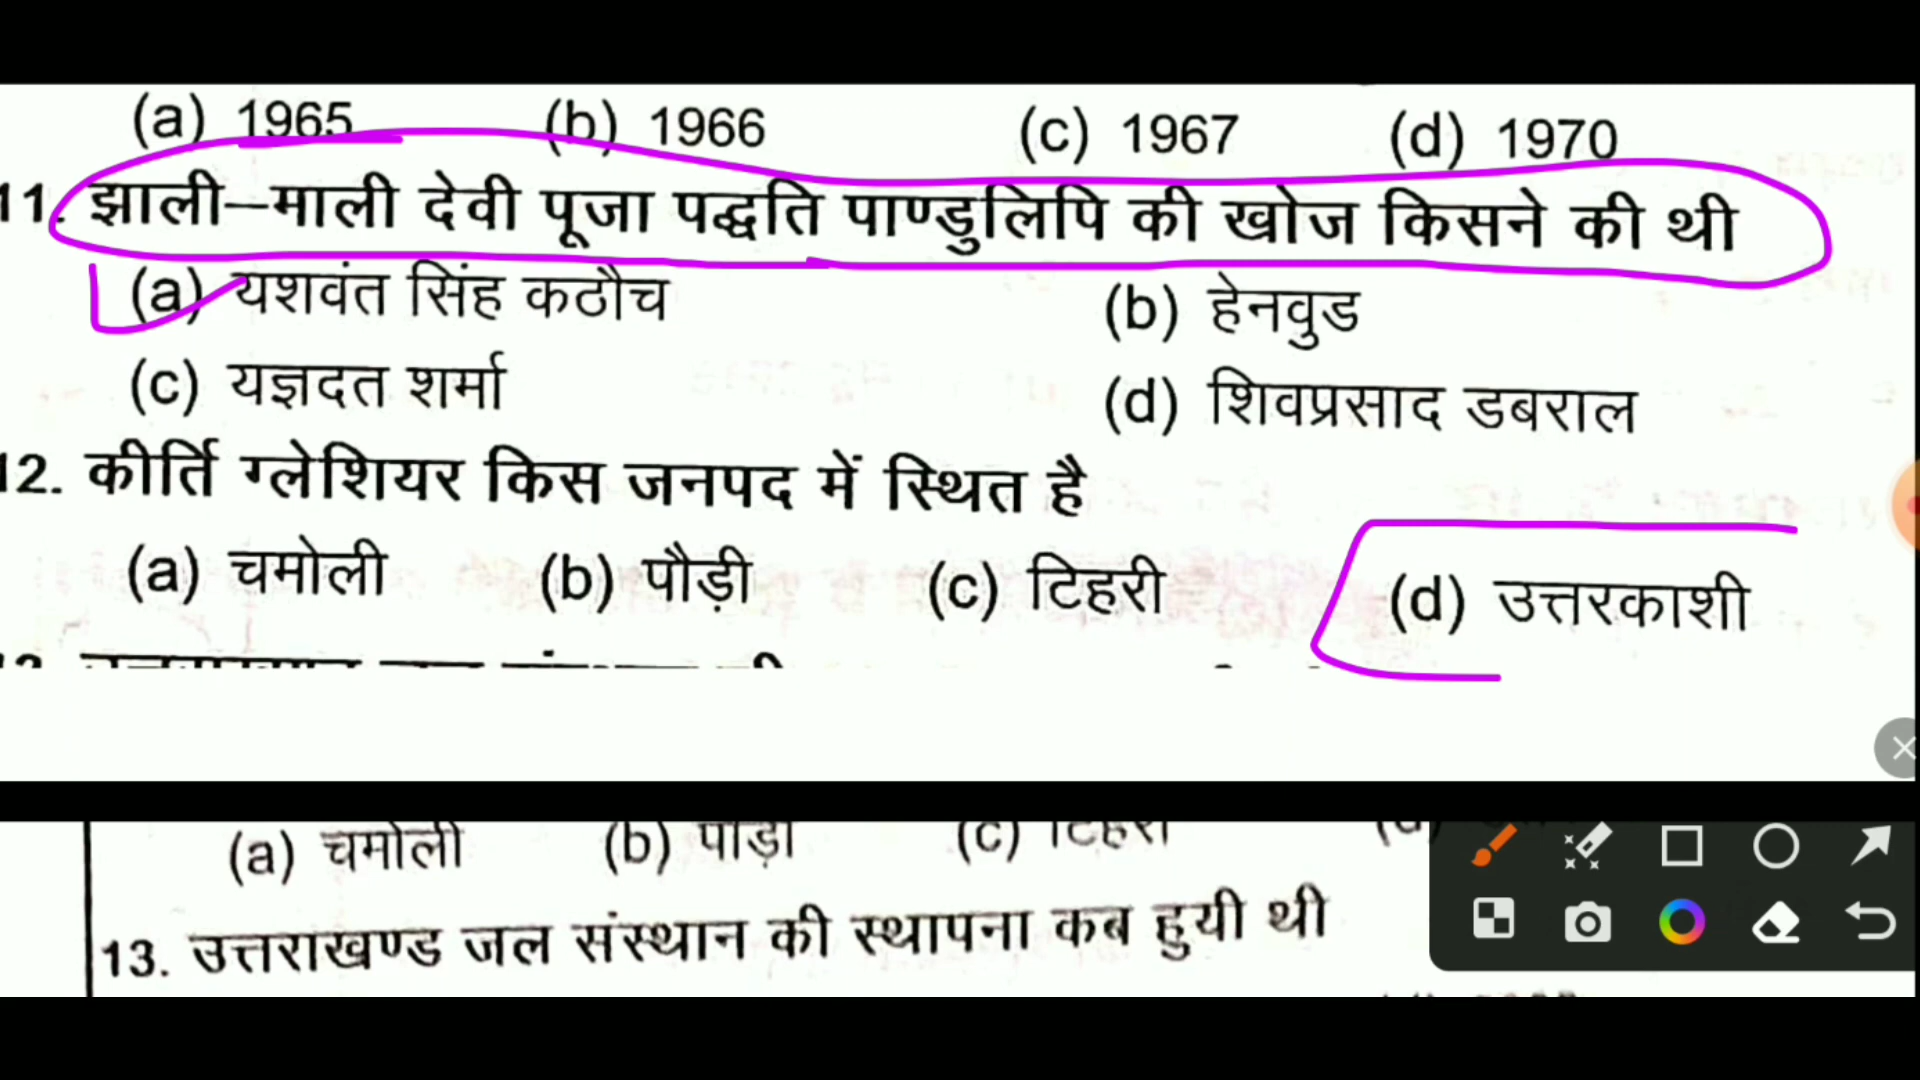 (a) 1965 (b) 1966 (c) 1967 (d) 1970
11. झाली–माली देवी पूजा पद्धति पाण्डुलिपि की खोज किसने की थी
(a) यशवंत सिंह कठौच (b) हेनवुड
(c) यज्ञदत शर्मा (d) शिवप्रसाद डबराल
12. कीर्ति ग्लेशियर किस जनपद में स्थित है
(a) चमोली (b) पौड़ी (c) टिहरी (d) उत्तरकाशी
(a) चमोली (b) पौड़ी (c) टिहरी
13. उत्तराखण्ड जल संस्थान की स्थापना कब हुयी थी